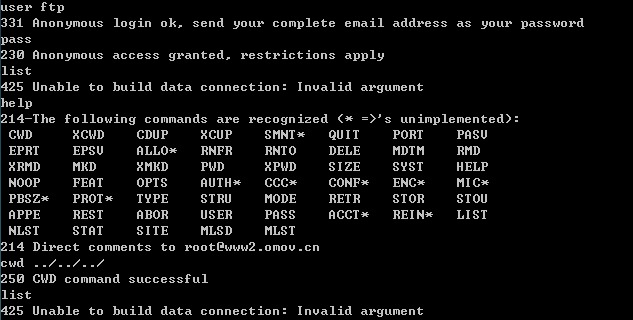 user ftp
331 Anonymous login ok, send your complete email address as your password
pass
230 Anonymous access granted, restrictions apply
list
425 Unable to build data connection: Invalid argument
help
214-The following commands are recognized (* =>'s unimplemented):
CWD XCWD CDUP XCUP SMNT* QUIT PORT PASV
EPRT EPSV ALLO* RNFR RNTO DELE MDTM RMD
XRMD MKD XMKD PWD XPWD SIZE SYST HELP
NOOP FEAT OPTS AUTH* CCC* CONF* ENC* MIC*
PBSZ* PROT* TYPE STRU MODE RETR STOR STOU
APPE REST ABOR USER PASS ACCT* REIN* LIST
NLST STAT SITE MLSD MLST
214 Direct comments to root@www2.omov.cn
cwd ../../../
250 CWD command successful
list
425 Unable to build data connection: Invalid argument